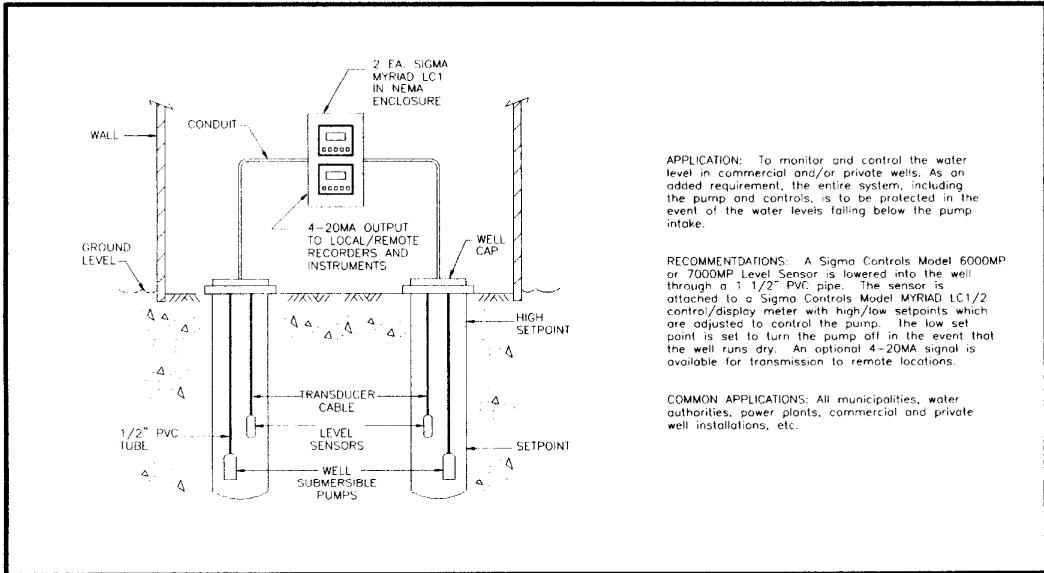 2 EA. SIGMA
MYRIAD LC1
IN NEMA
ENCLOSURE
WALL
CONDUIT
4-20MA OUTPUT
TO LOCAL/REMOTE
RECORDERS AND
INSTRUMENTS
WELL
CAP
GROUND
LEVEL
HIGH
SETPOINT
TRANSDUCER
CABLE
1/2" PVC
TUBE
LEVEL
SENSORS
SETPOINT
WELL
SUBMERSIBLE
PUMPS
APPLICATION: To monitor and control the water
level in commercial and/or private wells. As an
added requirement, the entire system, including
the pump and controls, is to be protected in the
event of the water levels falling below the pump
intake.
RECOMMENTDATIONS: A Sigma Controls Model 6000MP
or 7000MP Level Sensor is lowered into the well
through a 1 1/2" PVC pipe. The sensor is
attached to a Sigma Controls Model MYRIAD LC1/2
control/display meter with high/low setpoints which
are adjusted to control the pump. The low set
point is set to turn the pump off in the event that
the well runs dry. An optional 4-20MA signal is
available for transmission to remote locations.
COMMON APPLICATIONS: All municipalities, water
authorities, power plants, commercial and private
well installations, etc.